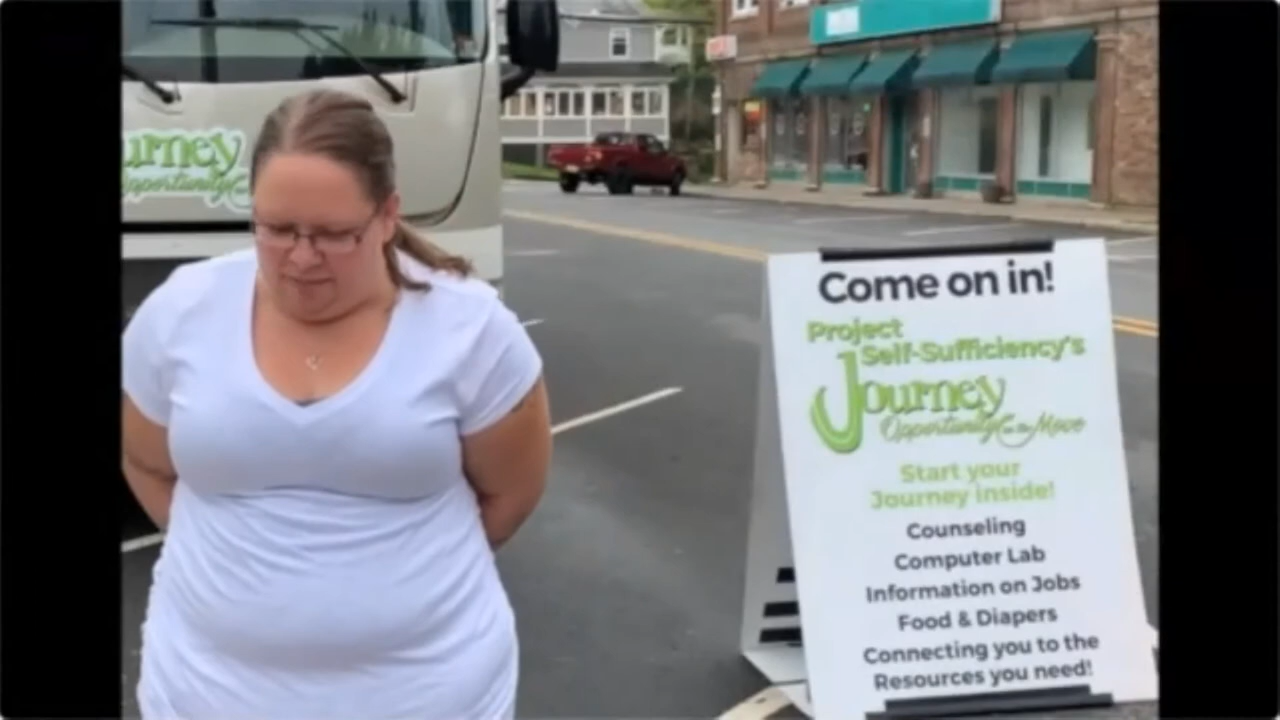 urney
opportunity
Come on in!
Project
Self-Sufficiency's
Journey
Opportunity On the Move
Start your
Journey inside!
Counseling
Computer Lab
Information on Jobs
Food & Diapers
Connecting you to the
Resources you need!